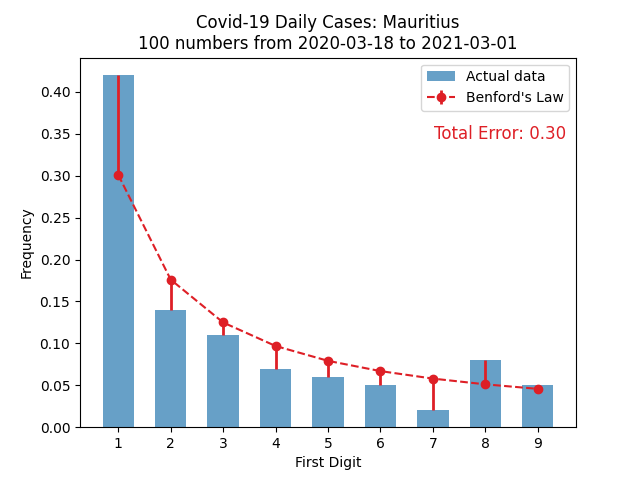 Covid-19 Daily Cases: Mauritius
100 numbers from 2020-03-18 to 2021-03-01
Actual data
Benford's Law
Total Error: 0.30
Frequency
0.40
0.35
0.30
0.25
0.20
0.15
0.10
0.05
0.00
1 2 3 4 5 6 7 8 9
First Digit